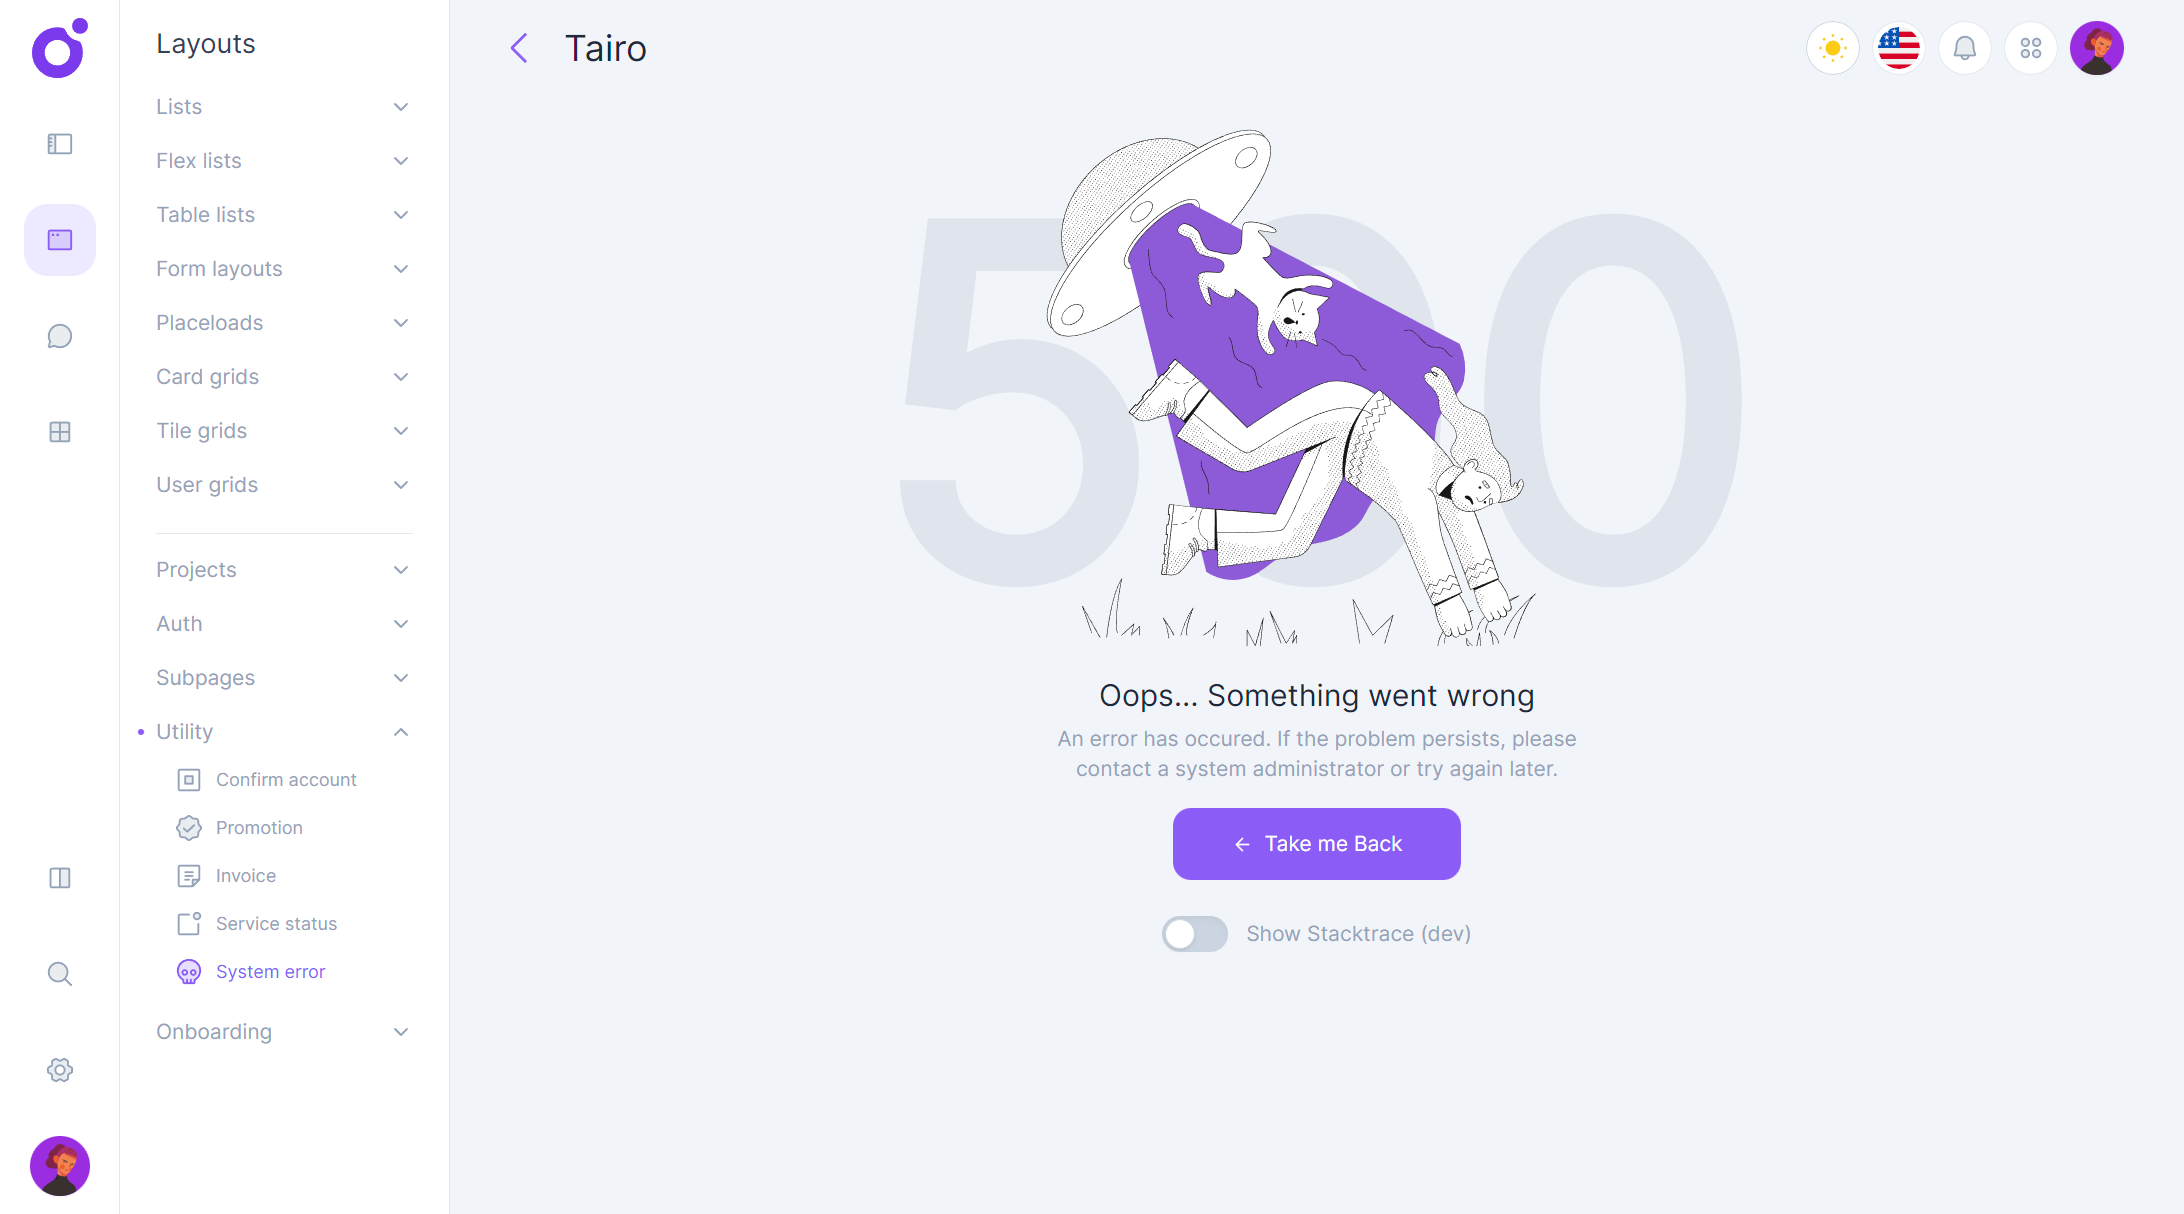 Layouts
Lists
Flex lists
Table lists
Form layouts
Placeloads
Card grids
Tile grids
User grids
Projects
Auth
Subpages
Utility
Confirm account
Promotion
Invoice
Service status
System error
Onboarding
Tairo
500
Oops... Something went wrong
An error has occured. If the problem persists, please
contact a system administrator or try again later.
Take me Back
Show Stacktrace (dev)